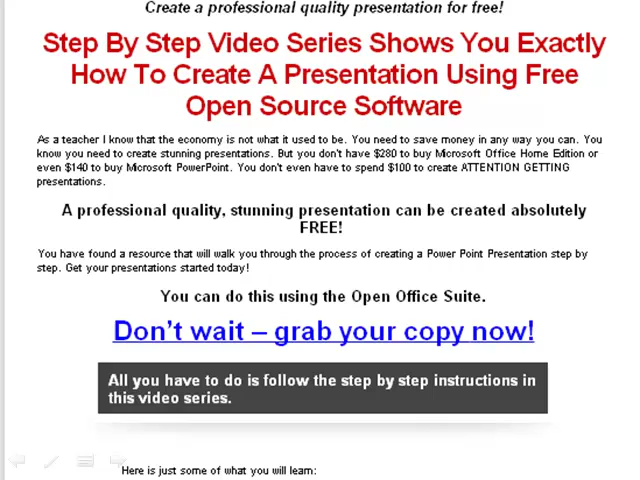 Create a professional quality presentation for free!
Step By Step Video Series Shows You Exactly
How To Create A Presentation Using Free
Open Source Software
As a teacher I know that the economy is not what it used to be. You need to save money in any way you can. You
know you need to create stunning presentations. But you don't have $280 to buy Microsoft Office Home Edition or
even $140 to buy Microsoft PowerPoint. You don't even have to spend $100 to create ATTENTION GETTING
presentations.
A professional quality, stunning presentation can be created absolutely
FREE!
You have found a resource that will walk you through the process of creating a Power Point Presentation step by
step. Get your presentations started today!
You can do this using the Open Office Suite.
Don’t wait – grab your copy now!
All you have to do is follow the step by step instructions in
this video series.
Here is just some of what you will learn: